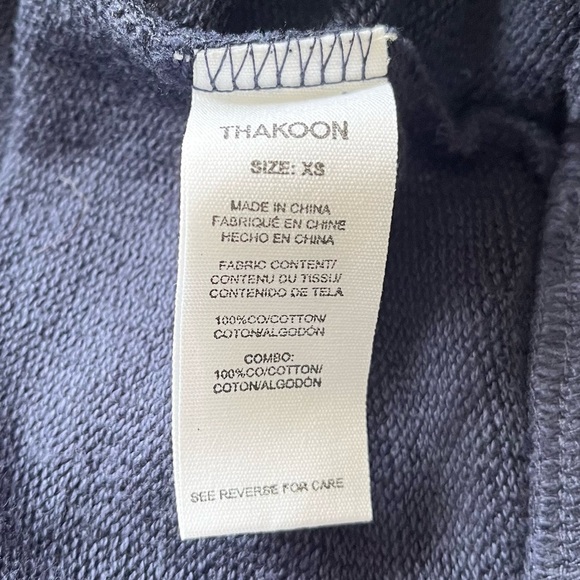 THAKOON
SIZE: XS
MADE IN CHINA
FABRIQUÉ EN CHINE
HECHO EN CHINA
FABRIC CONTENT/
CONTENU DU TISSU/
CONTENIDO DE TELA
100%CO/COTTON/
COTON/ALGODÓN
COMBO:
100%CO/COTTON/
COTON/ALGODÓN
SEE REVERSE FOR CARE